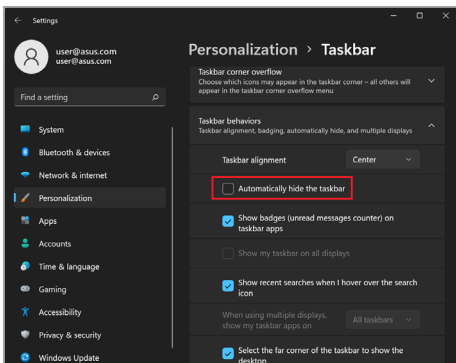 Settings
user@asus.com
user@asus.com
Find a setting
System
Bluetooth & devices
Network & internet
Personalization
Apps
Accounts
Time & language
Gaming
Accessibility
Privacy & security
Windows Update
Personalization > Taskbar
Taskbar corner overflow
Choose which icons may appear in the taskbar corner – all others will
appear in the taskbar corner overflow menu
Taskbar behaviors
Taskbar alignment, badging, automatically hide, and multiple displays
Taskbar alignment
Center
Automatically hide the taskbar
Show badges (unread messages counter) on
taskbar apps
Show my taskbar on all displays
Show recent searches when I hover over the search
icon
When using multiple displays,
show my taskbar apps on
All taskbars
Select the far corner of the taskbar to show the
desktop